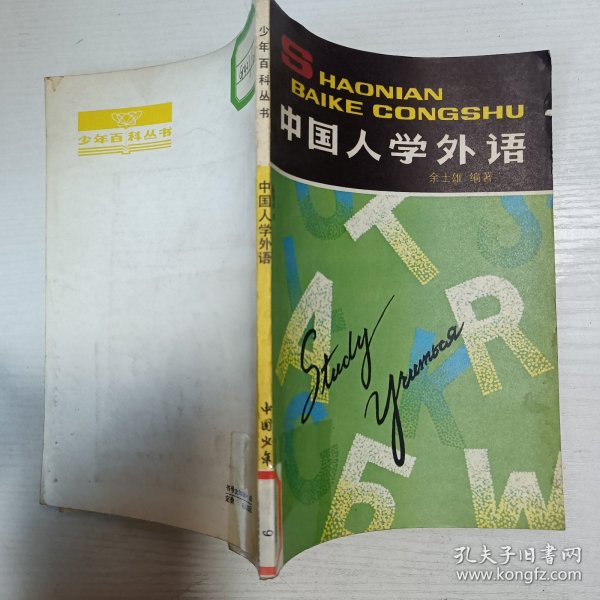 SHAONIAN
BAIKE CONGSHU
中国人学外语
余士雄 编著
Study
Учиться
少年百科丛书
中国人学外语
中国少年
9
少年百科丛书
孔夫子旧书网
www.kongfz.com